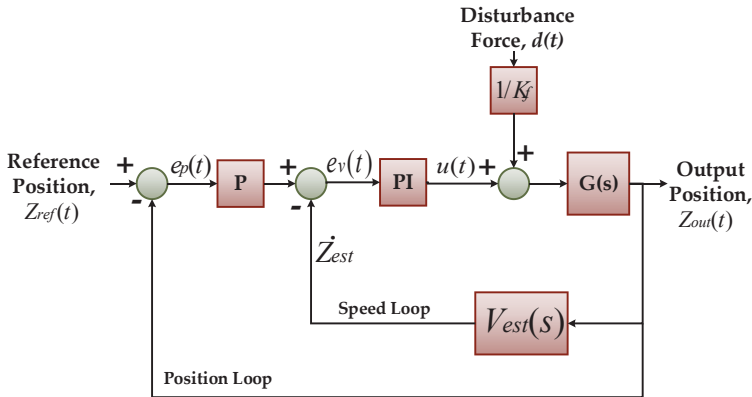 Disturbance
Force, d(t)
1/Kf
Reference
Position,
Zref(t)
+
-
ep(t)
P
+
-
ev(t)
PI
u(t)
+
+
G(s)
Output
Position,
Zout(t)
Żest
Speed Loop
Vest(s)
Position Loop